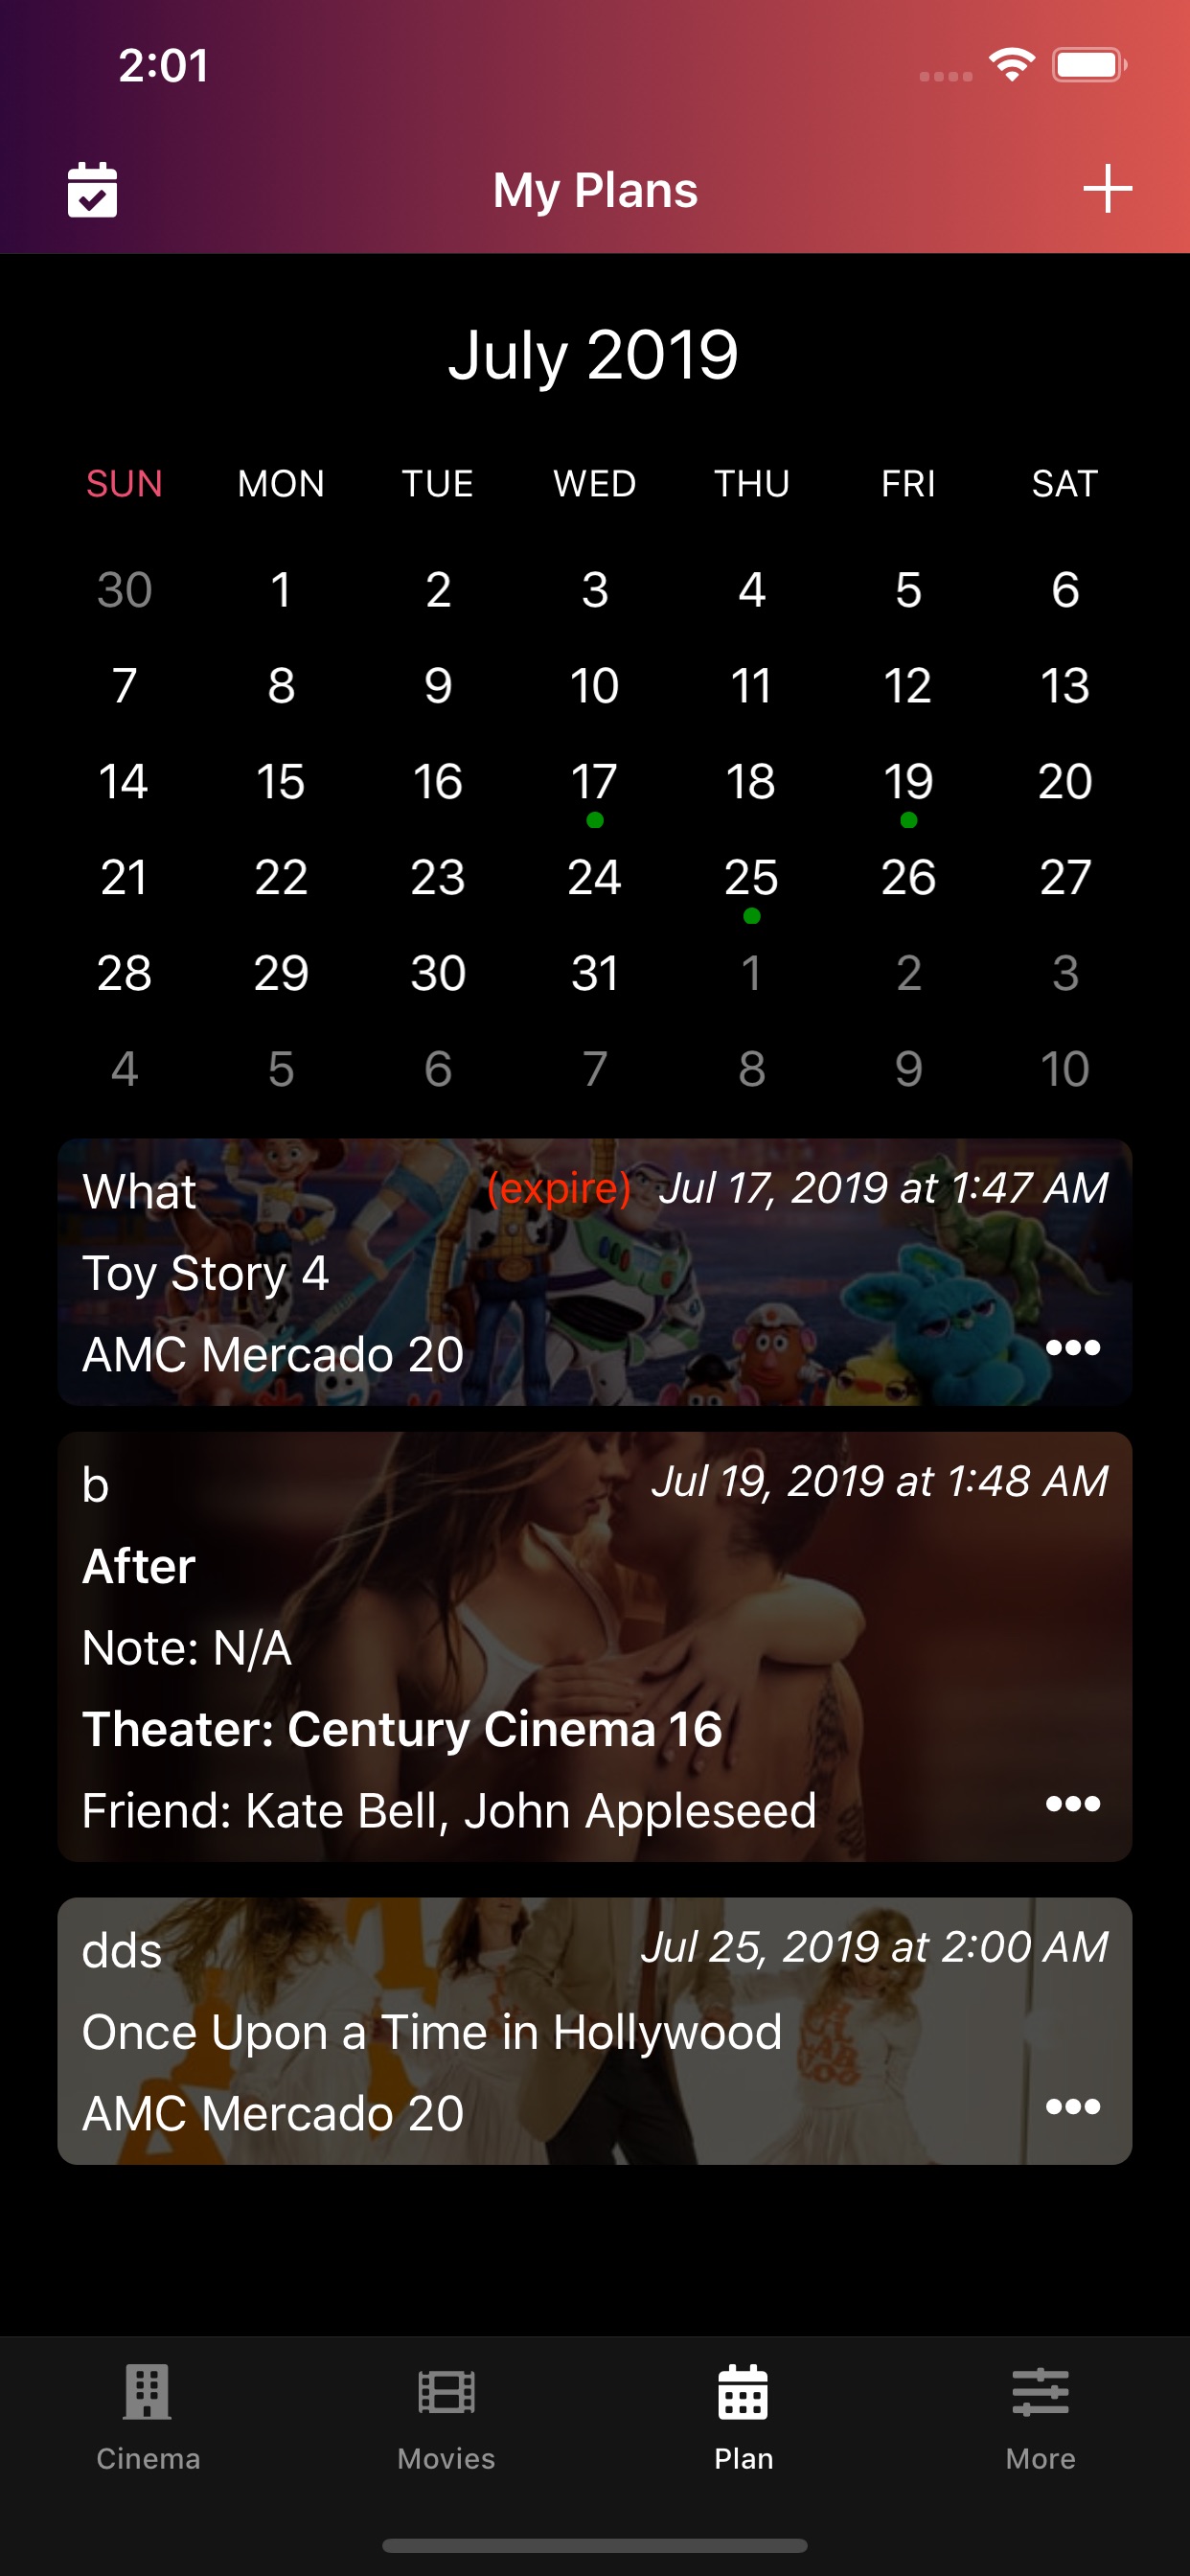 2:01
My Plans
July 2019
SUN MON TUE WED THU FRI SAT
30 1 2 3 4 5 6
7 8 9 10 11 12 13
14 15 16 17 18 19 20
21 22 23 24 25 26 27
28 29 30 31 1 2 3
4 5 6 7 8 9 10
What (expire) Jul 17, 2019 at 1:47 AM
Toy Story 4
AMC Mercado 20
b Jul 19, 2019 at 1:48 AM
After
Note: N/A
Theater: Century Cinema 16
Friend: Kate Bell, John Appleseed
dds Jul 25, 2019 at 2:00 AM
Once Upon a Time in Hollywood
AMC Mercado 20
Cinema Movies Plan More